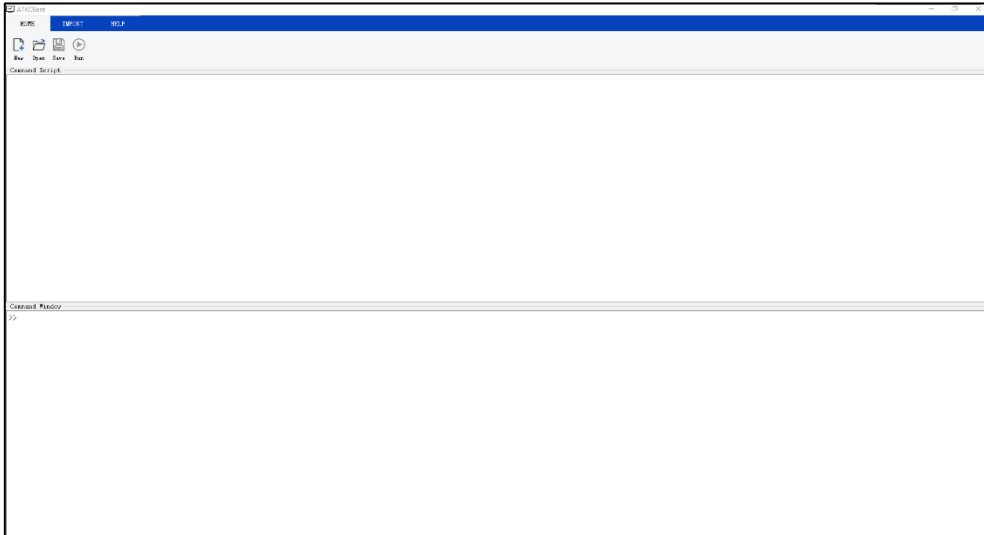 ATKClient
HOME IMPORT HELP
New Open Save Run
Command Script
Command Window
>>